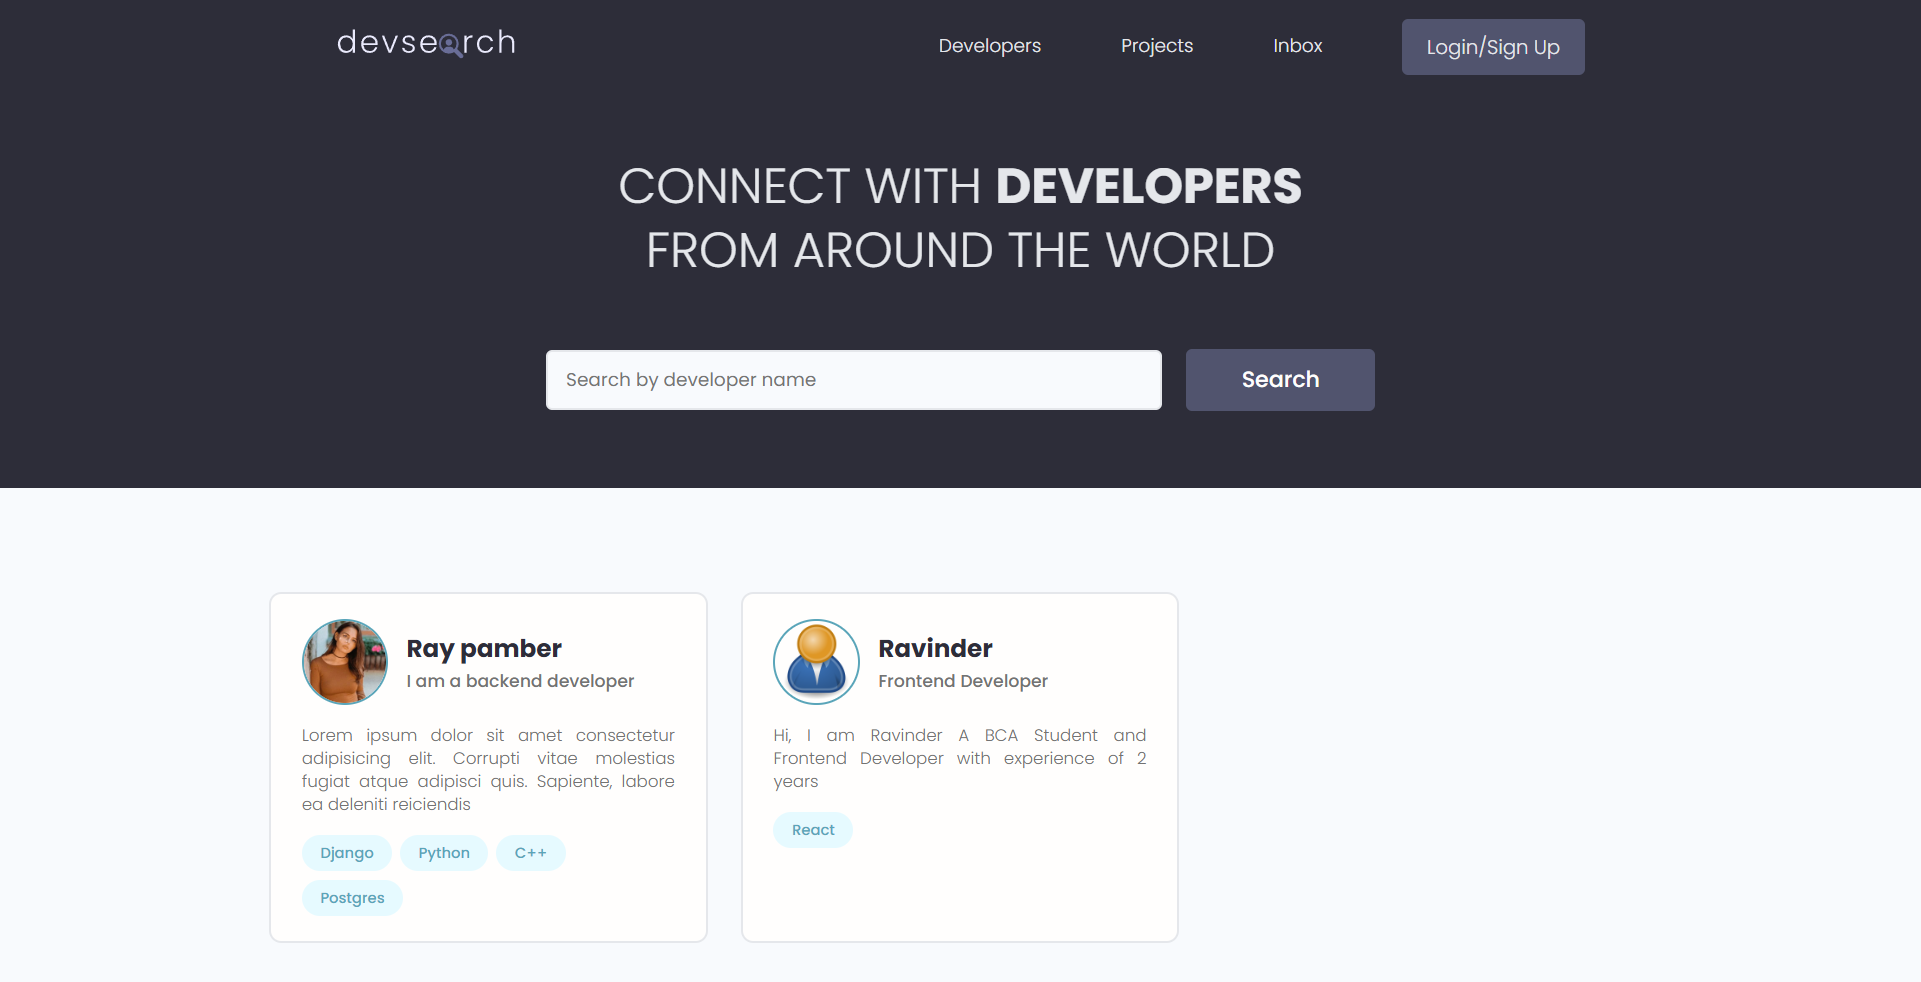 devsearch
Developers
Projects
Inbox
Login/Sign Up
CONNECT WITH DEVELOPERS
FROM AROUND THE WORLD
Search by developer name
Search
Ray pamber
I am a backend developer
Lorem ipsum dolor sit amet consectetur
adipisicing elit. Corrupti vitae molestias
fugiat atque adipisci quis. Sapiente, labore
ea deleniti reiciendis
Django
Python
C++
Postgres
Ravinder
Frontend Developer
Hi, I am Ravinder A BCA Student and
Frontend Developer with experience of 2
years
React